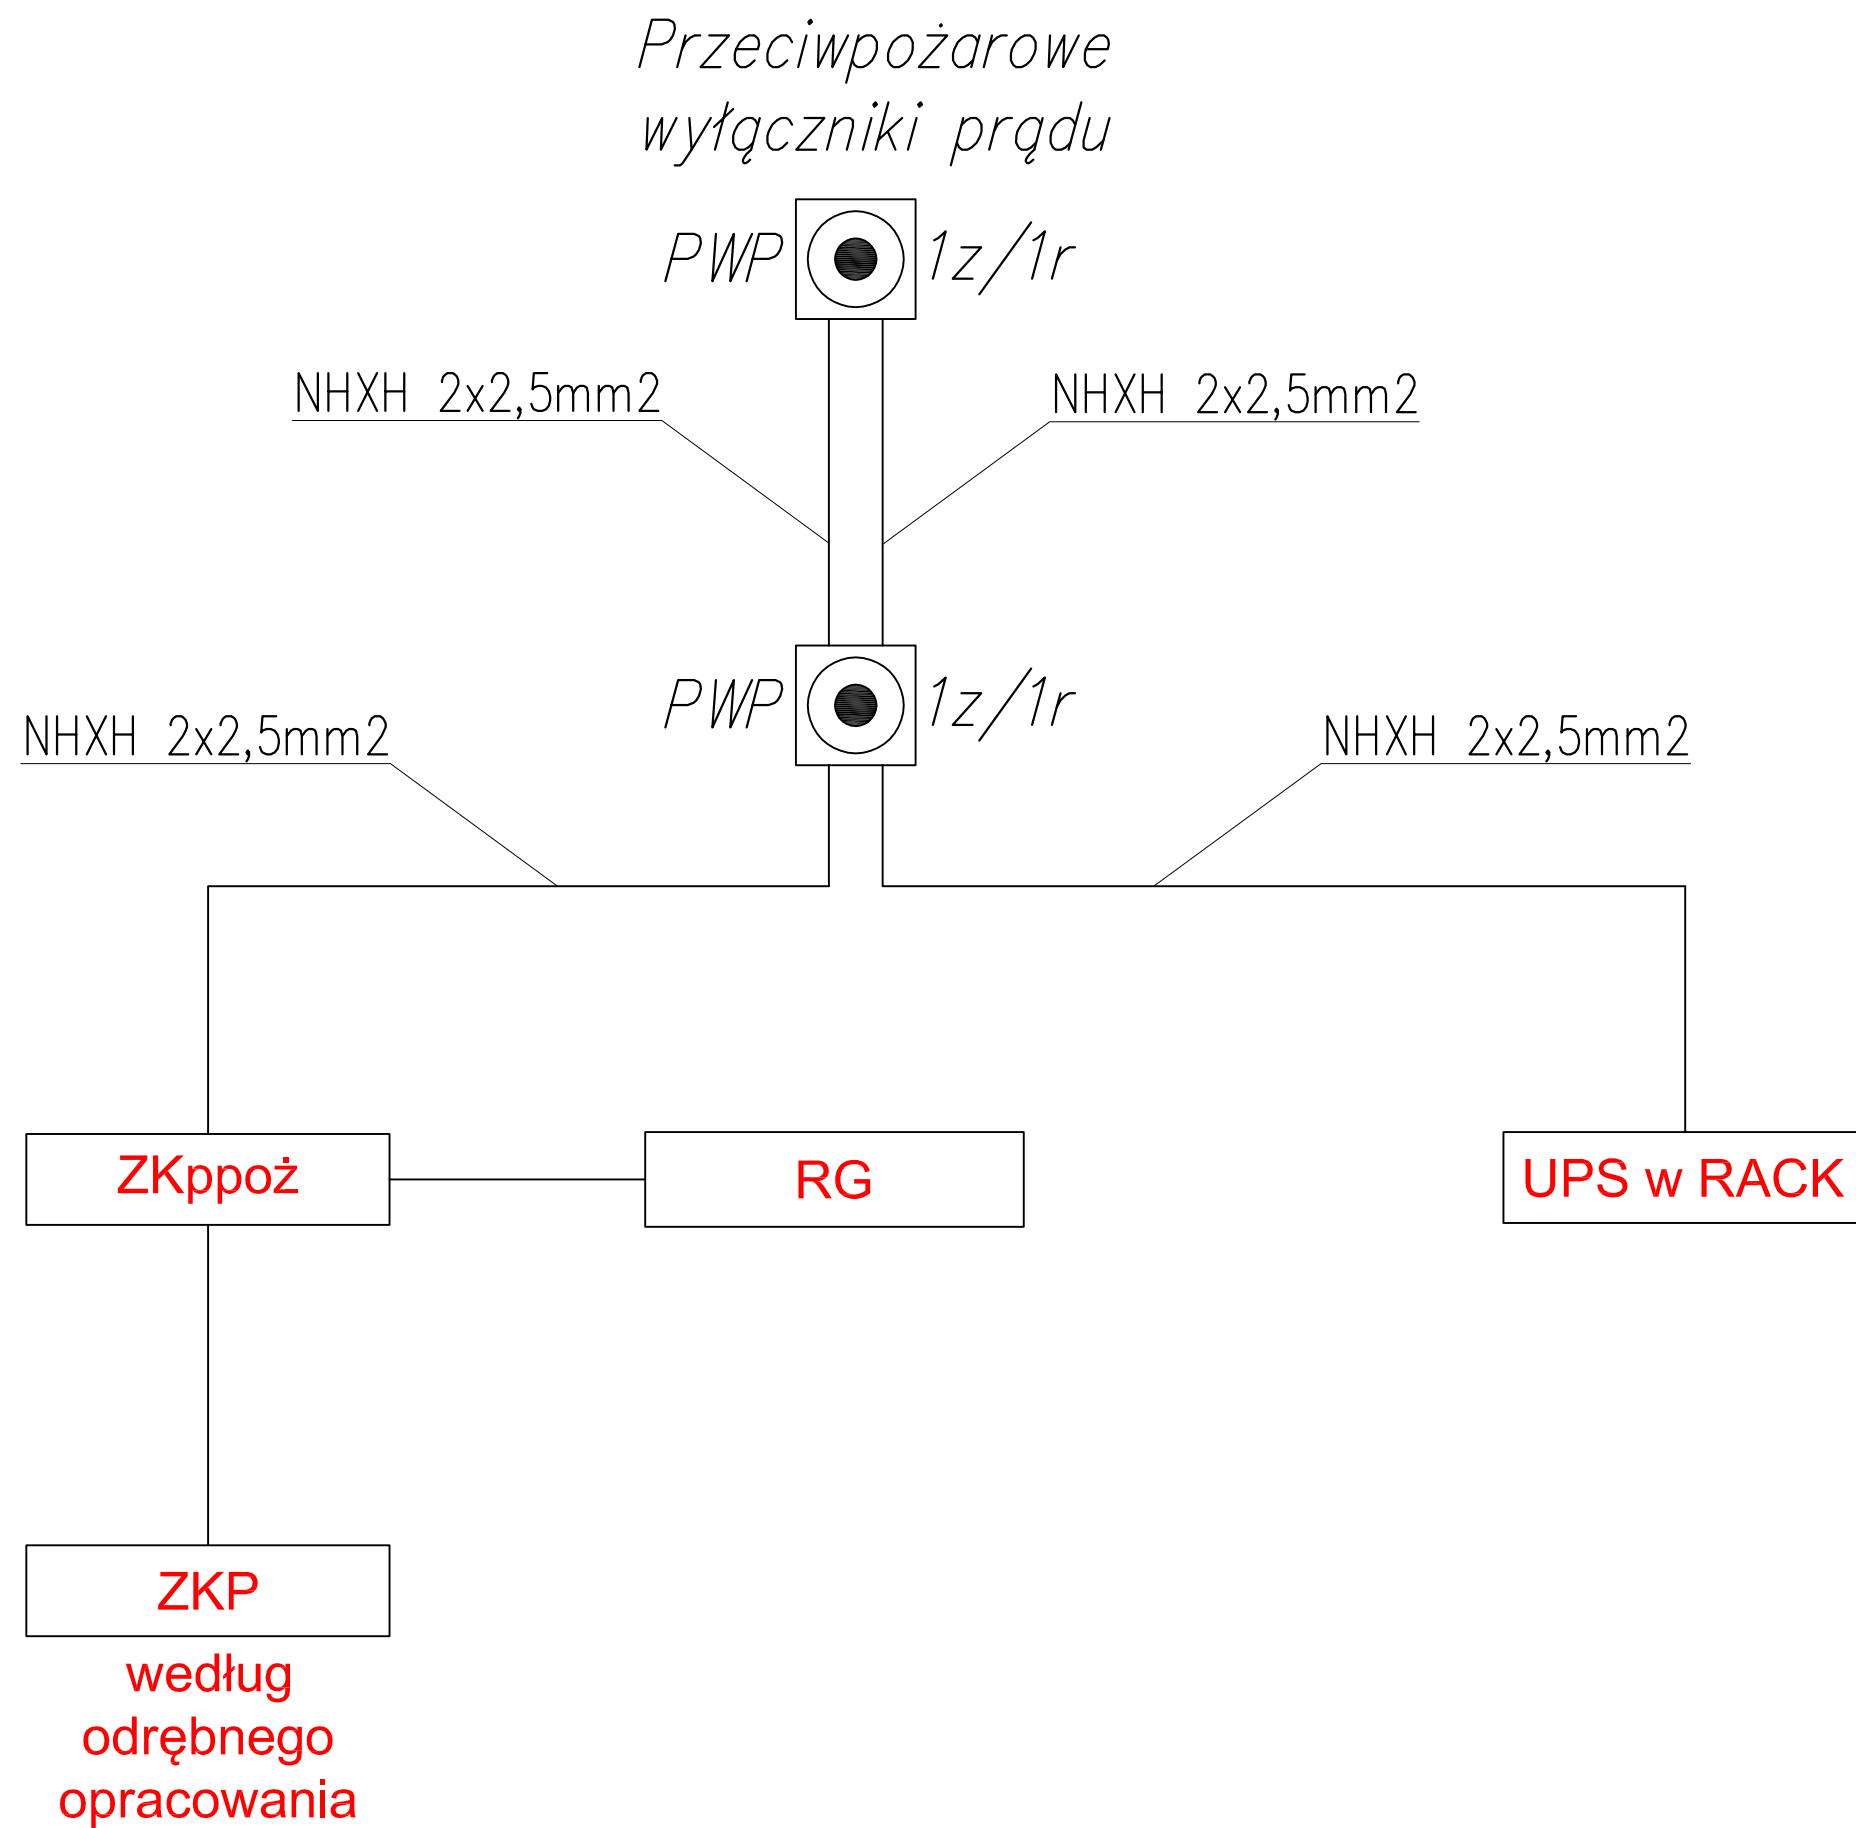 Przeciwpożarowe
wyłączniki prądu
PWP 1z/1r
NHXH 2x2,5mm2 NHXH 2x2,5mm2
PWP 1z/1r
NHXH 2x2,5mm2 NHXH 2x2,5mm2
ZKppoż RG UPS w RACK
ZKP
według
odrębnego
opracowania